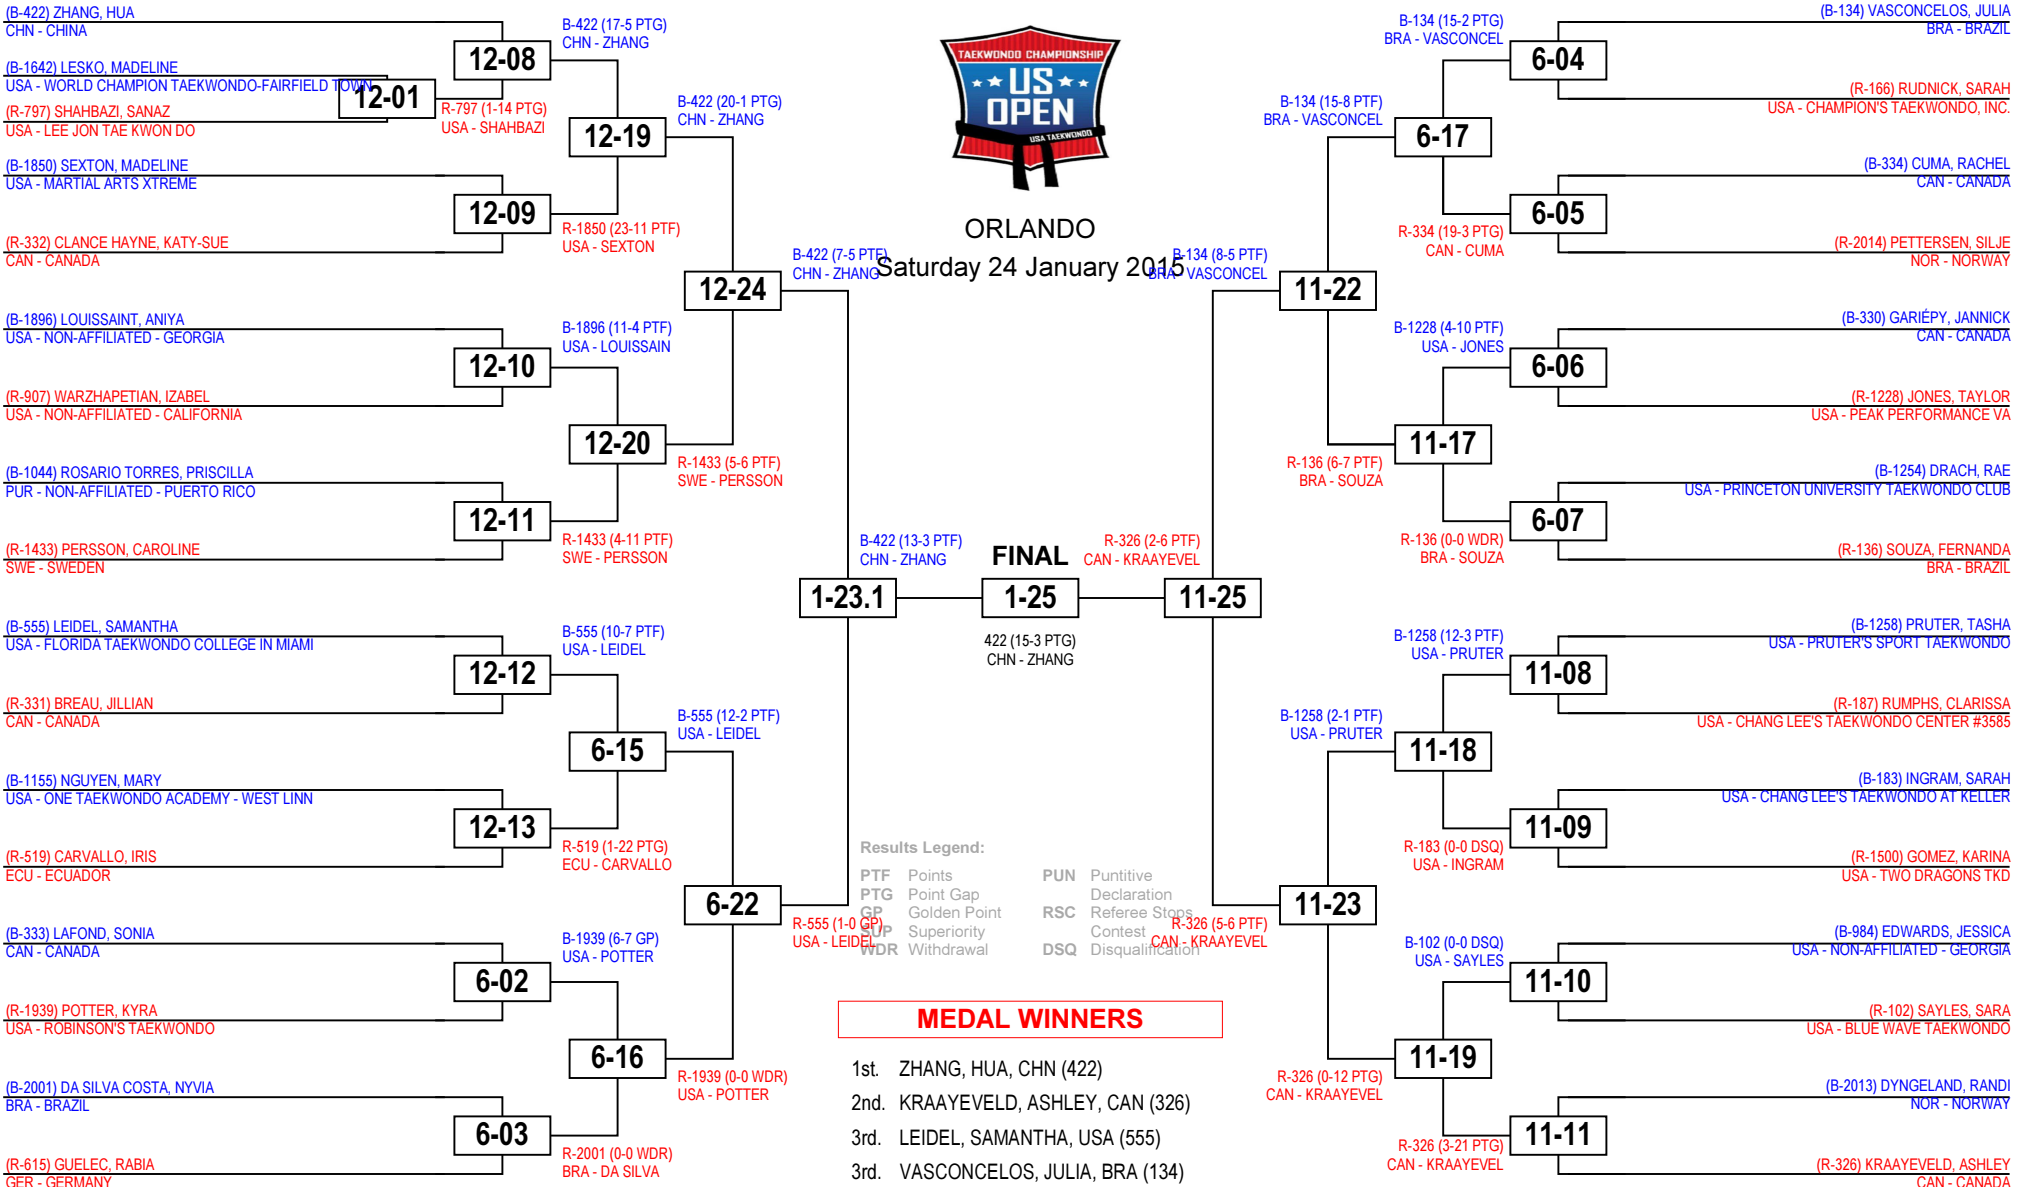 (B-422) ZHANG, HUA
CHN - CHINA
(B-1642) LESKO, MADELINE
USA - WORLD CHAMPION TAEKWONDO-FAIRFIELD TOWN
(R-797) SHAHBAZI, SANAZ
USA - LEE JON TAE KWON DO
(B-1850) SEXTON, MADELINE
USA - MARTIAL ARTS XTREME
(R-332) CLANCE HAYNE, KATY-SUE
CAN - CANADA
(B-1896) LOUISSAINT, ANIYA
USA - NON-AFFILIATED - GEORGIA
(R-907) WARZHAPETIAN, IZABEL
USA - NON-AFFILIATED - CALIFORNIA
(B-1044) ROSARIO TORRES, PRISCILLA
PUR - NON-AFFILIATED - PUERTO RICO
(R-1433) PERSSON, CAROLINE
SWE - SWEDEN
(B-555) LEIDEL, SAMANTHA
USA - FLORIDA TAEKWONDO COLLEGE IN MIAMI
(R-331) BREAU, JILLIAN
CAN - CANADA
(B-1155) NGUYEN, MARY
USA - ONE TAEKWONDO ACADEMY - WEST LINN
(R-519) CARVALLO, IRIS
ECU - ECUADOR
(B-333) LAFOND, SONIA
CAN - CANADA
(R-1939) POTTER, KYRA
USA - ROBINSON'S TAEKWONDO
(B-2001) DA SILVA COSTA, NYVIA
BRA - BRAZIL
(R-615) GUELEC, RABIA
GER - GERMANY
12-01
R-797 (1-14 PTG)
USA - SHAHBAZI
12-08
12-09
12-10
12-11
12-12
12-13
6-02
6-03
B-422 (17-5 PTG)
CHN - ZHANG
12-19
R-1850 (23-11 PTF)
USA - SEXTON
B-1896 (11-4 PTF)
USA - LOUISSAIN
12-20
R-1433 (4-11 PTF)
SWE - PERSSON
B-555 (10-7 PTF)
USA - LEIDEL
6-15
R-519 (1-22 PTG)
ECU - CARVALLO
B-1939 (6-7 GP)
USA - POTTER
6-16
R-2001 (0-0 WDR)
BRA - DA SILVA
B-422 (20-1 PTG)
CHN - ZHANG
12-24
R-1433 (5-6 PTF)
SWE - PERSSON
B-555 (12-2 PTF)
USA - LEIDEL
6-22
R-1939 (0-0 WDR)
USA - POTTER
B-422 (7-5 PTF)
CHN - ZHANG
1-23.1
R-555 (1-0 GP)
USA - LEIDEL
TAEKWONDO CHAMPIONSHIP
US
OPEN
USA TAEKWONDO
ORLANDO
Saturday 24 January 2015
B-422 (13-3 PTF)
CHN - ZHANG
FINAL
1-25
422 (15-3 PTG)
CHN - ZHANG
R-326 (2-6 PTF)
CAN - KRAAYEVEL
Results Legend:
PTF Points
PTG Point Gap
GP Golden Point
SUP Superiority
WDR Withdrawal
PUN Puntitive
Declaration
RSC Referee Stops
Contest
DSQ Disqualification
MEDAL WINNERS
1st. ZHANG, HUA, CHN (422)
2nd. KRAAYEVELD, ASHLEY, CAN (326)
3rd. LEIDEL, SAMANTHA, USA (555)
3rd. VASCONCELOS, JULIA, BRA (134)
B-134 (8-5 PTF)
BRA - VASCONCEL
11-25
R-326 (5-6 PTF)
CAN - KRAAYEVEL
B-134 (15-8 PTF)
BRA - VASCONCEL
11-22
R-136 (6-7 PTF)
BRA - SOUZA
B-1258 (2-1 PTF)
USA - PRUTER
11-23
R-326 (0-12 PTG)
CAN - KRAAYEVEL
B-134 (15-2 PTG)
BRA - VASCONCEL
6-17
R-334 (19-3 PTG)
CAN - CUMA
B-1228 (4-10 PTF)
USA - JONES
11-17
R-136 (0-0 WDR)
BRA - SOUZA
B-1258 (12-3 PTF)
USA - PRUTER
11-18
R-183 (0-0 DSQ)
USA - INGRAM
B-102 (0-0 DSQ)
USA - SAYLES
11-19
R-326 (3-21 PTG)
CAN - KRAAYEVEL
6-04
6-05
6-06
6-07
11-08
11-09
11-10
11-11
(B-134) VASCONCELOS, JULIA
BRA - BRAZIL
(R-166) RUDNICK, SARAH
USA - CHAMPION'S TAEKWONDO, INC.
(B-334) CUMA, RACHEL
CAN - CANADA
(R-2014) PETTERSEN, SILJE
NOR - NORWAY
(B-330) GARIÉPY, JANNICK
CAN - CANADA
(R-1228) JONES, TAYLOR
USA - PEAK PERFORMANCE VA
(B-1254) DRACH, RAE
USA - PRINCETON UNIVERSITY TAEKWONDO CLUB
(R-136) SOUZA, FERNANDA
BRA - BRAZIL
(B-1258) PRUTER, TASHA
USA - PRUTER'S SPORT TAEKWONDO
(R-187) RUMPHS, CLARISSA
USA - CHANG LEE'S TAEKWONDO CENTER #3585
(B-183) INGRAM, SARAH
USA - CHANG LEE'S TAEKWONDO AT KELLER
(R-1500) GOMEZ, KARINA
USA - TWO DRAGONS TKD
(B-984) EDWARDS, JESSICA
USA - NON-AFFILIATED - GEORGIA
(R-102) SAYLES, SARA
USA - BLUE WAVE TAEKWONDO
(B-2013) DYNGELAND, RANDI
NOR - NORWAY
(R-326) KRAAYEVELD, ASHLEY
CAN - CANADA